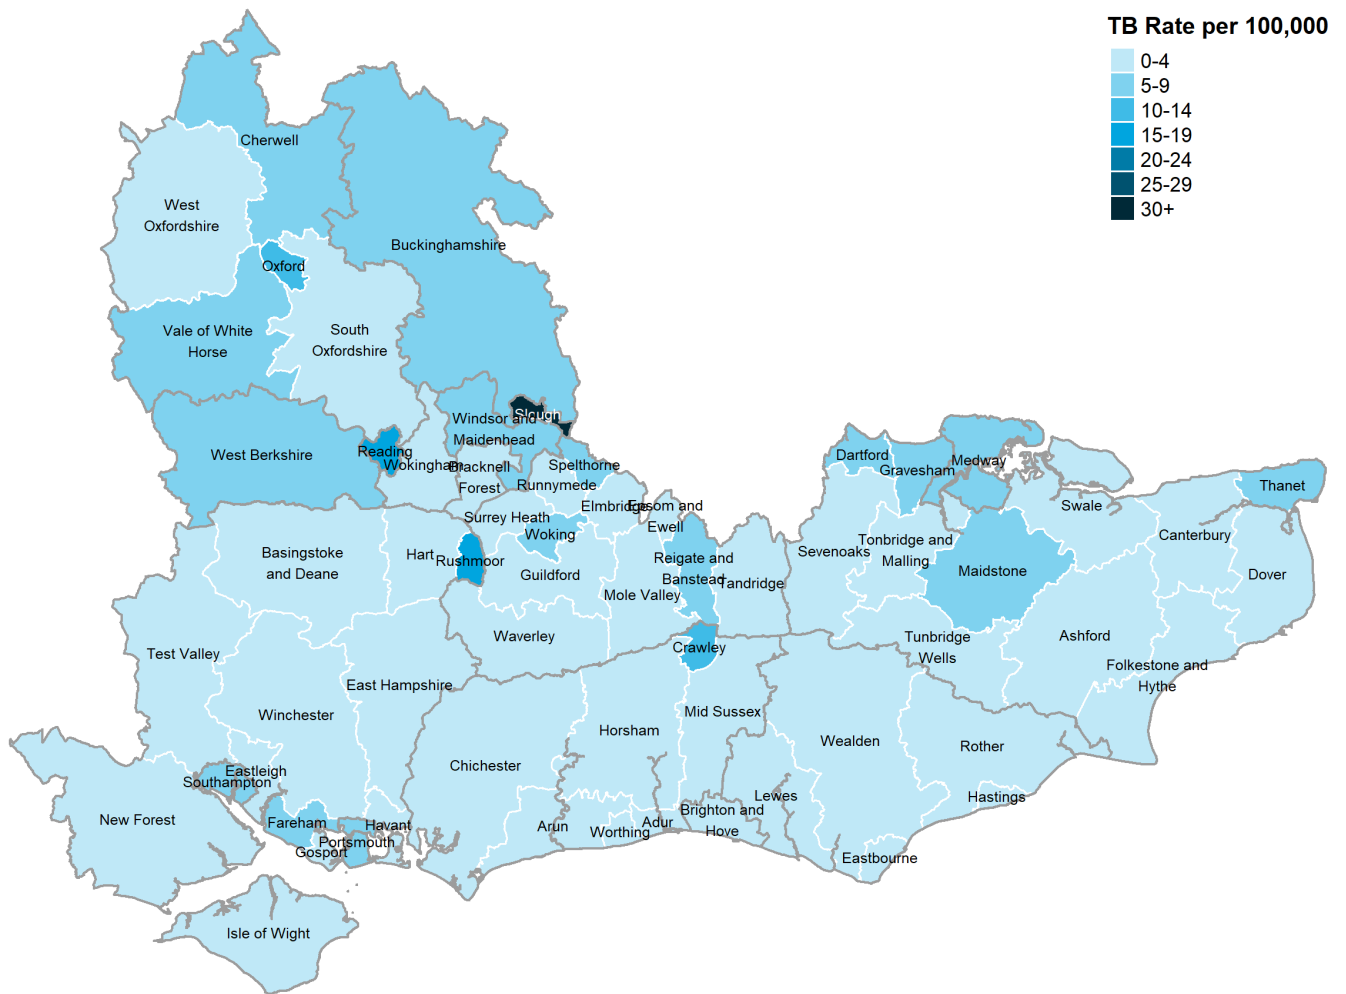 TB Rate per 100,000
0-4
5-9
10-14
15-19
20-24
25-29
30+
Cherwell
West
Oxfordshire
Buckinghamshire
Oxford
Vale of White
Horse
South
Oxfordshire
Slough
Windsor and
Maidenhead
West Berkshire
Reading
Wokingham
Bracknell
Forest
Spelthorne
Runnymede
Dartford
Gravesham
Medway
Thanet
Elmbridge
Epsom and
Ewell
Swale
Surrey Heath
Woking
Canterbury
Basingstoke
and Deane
Hart
Rushmoor
Guildford
Reigate and
Banstead
Mole Valley
Tandridge
Sevenoaks
Tonbridge and
Malling
Maidstone
Dover
Waverley
Crawley
Tunbridge
Wells
Ashford
Folkestone and
Hythe
Test Valley
East Hampshire
Winchester
Mid Sussex
Horsham
Wealden
Rother
Chichester
Eastleigh
Southampton
Lewes
Hastings
New Forest
Fareham
Havant
Portsmouth
Gosport
Arun
Worthing
Adur
Brighton and
Hove
Eastbourne
Isle of Wight